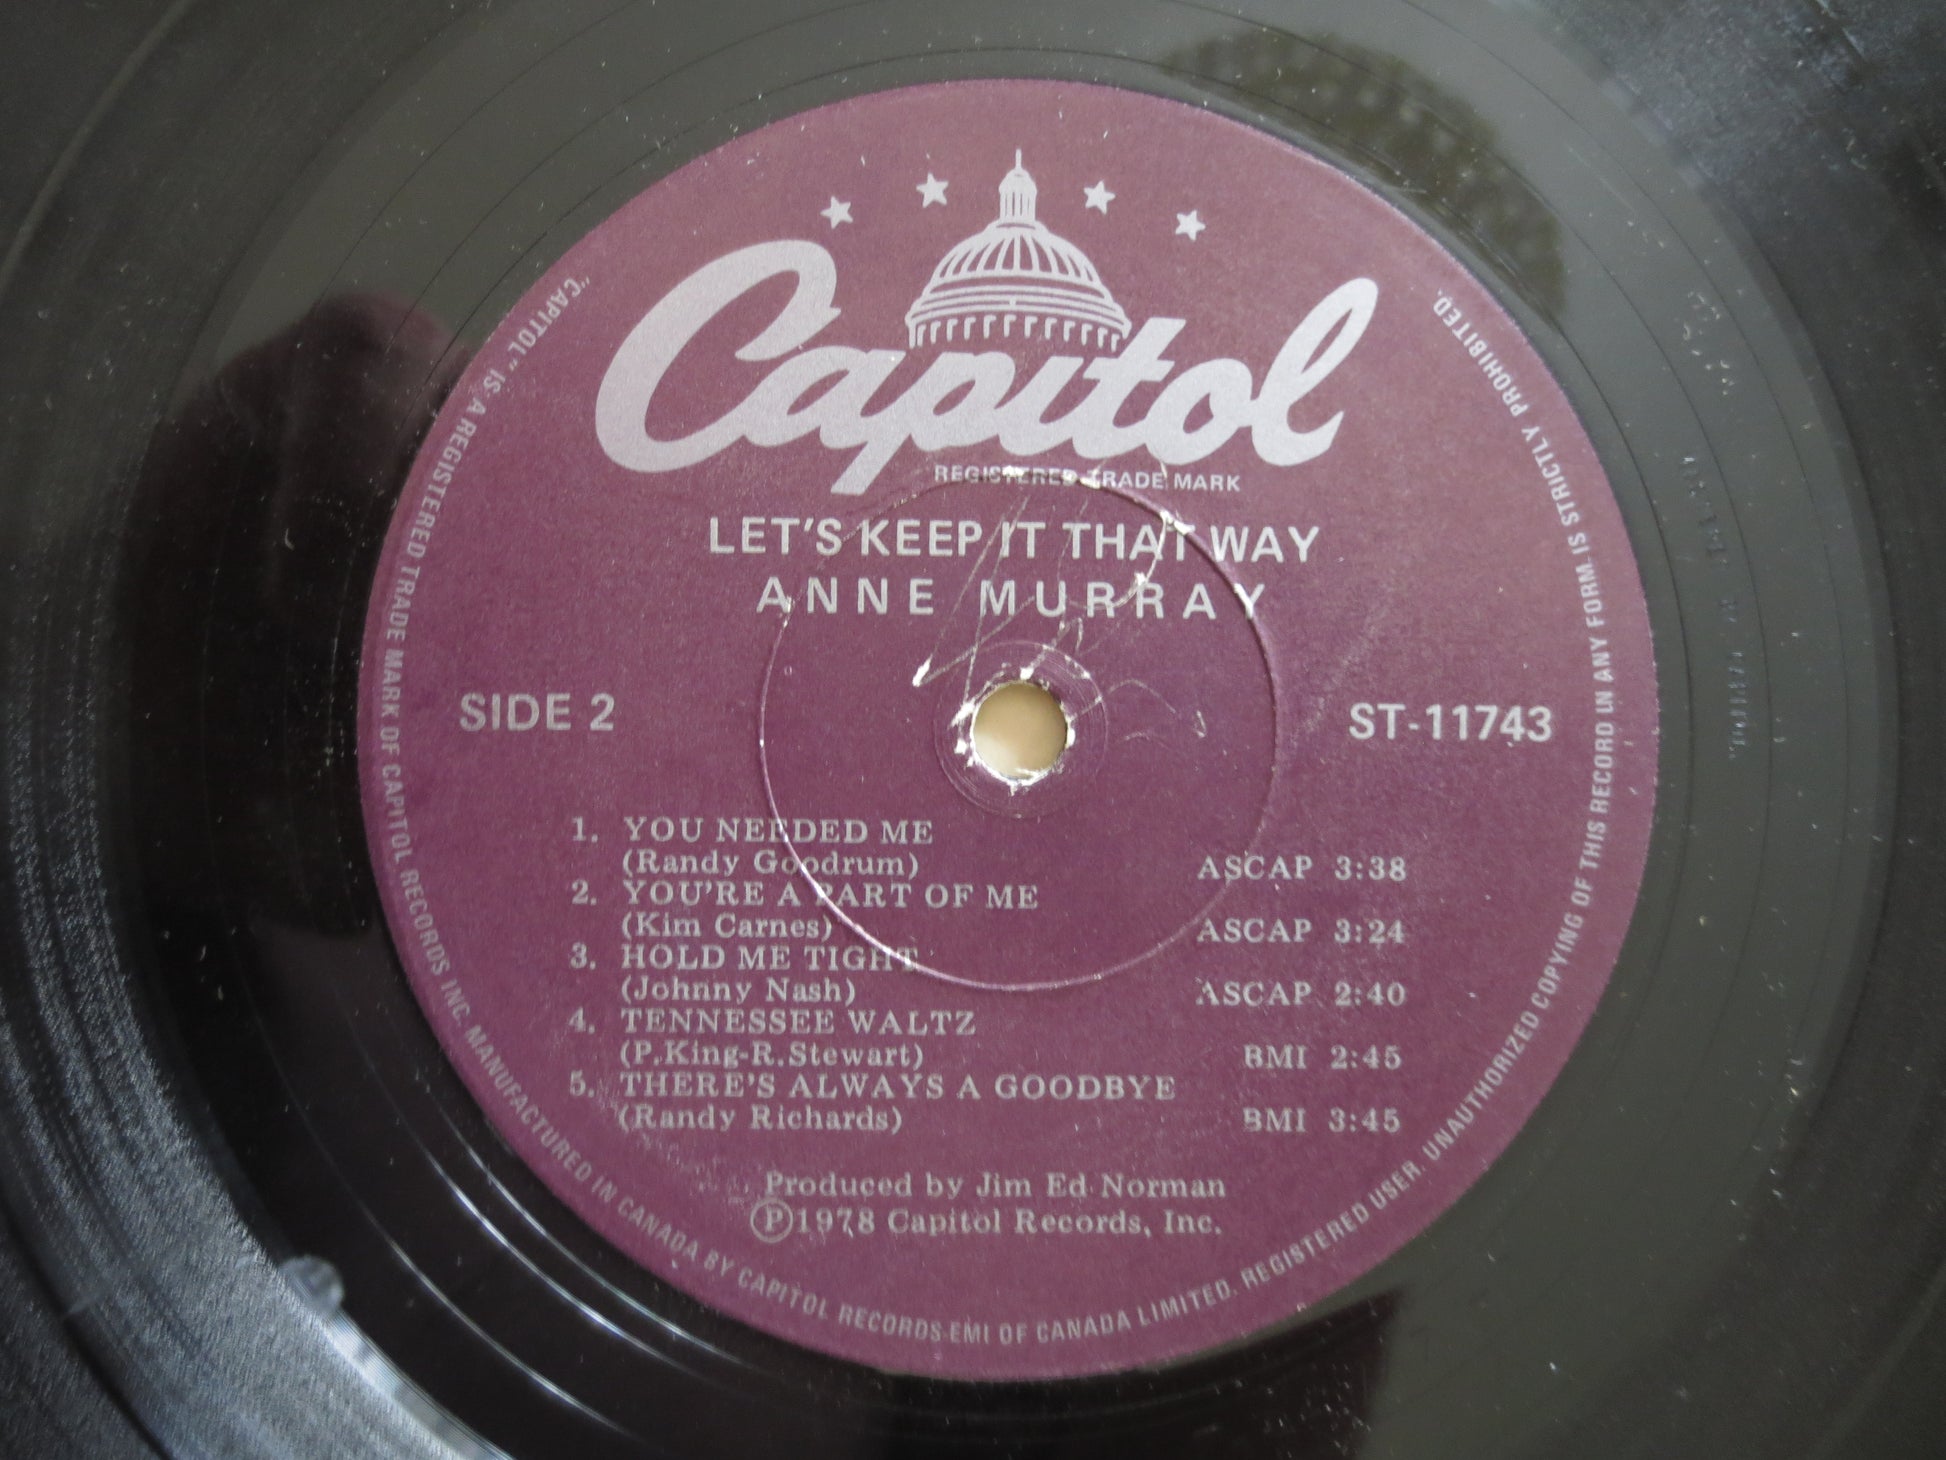 Capitol
REGISTERED TRADE MARK
LET'S KEEP IT THAT WAY
ANNE MURRAY
SIDE 2
ST-11743
1. YOU NEEDED ME
(Randy Goodrum) ASCAP 3:38
2. YOU'RE A PART OF ME
(Kim Carnes) ASCAP 3:24
3. HOLD ME TIGHT
(Johnny Nash) ASCAP 2:40
4. TENNESSEE WALTZ
(P.King-R.Stewart) BMI 2:45
5. THERE'S ALWAYS A GOODBYE
(Randy Richards) BMI 3:45
Produced by Jim Ed Norman
Ⓟ1978 Capitol Records, Inc.
"CAPITOL" IS A REGISTERED TRADE MARK OF CAPITOL RECORDS INC. MANUFACTURED IN CANADA BY CAPITOL RECORDS-EMI OF CANADA LIMITED. REGISTERED USER. UNAUTHORIZED COPYING OF THIS RECORD IN ANY FORM IS STRICTLY PROHIBITED.